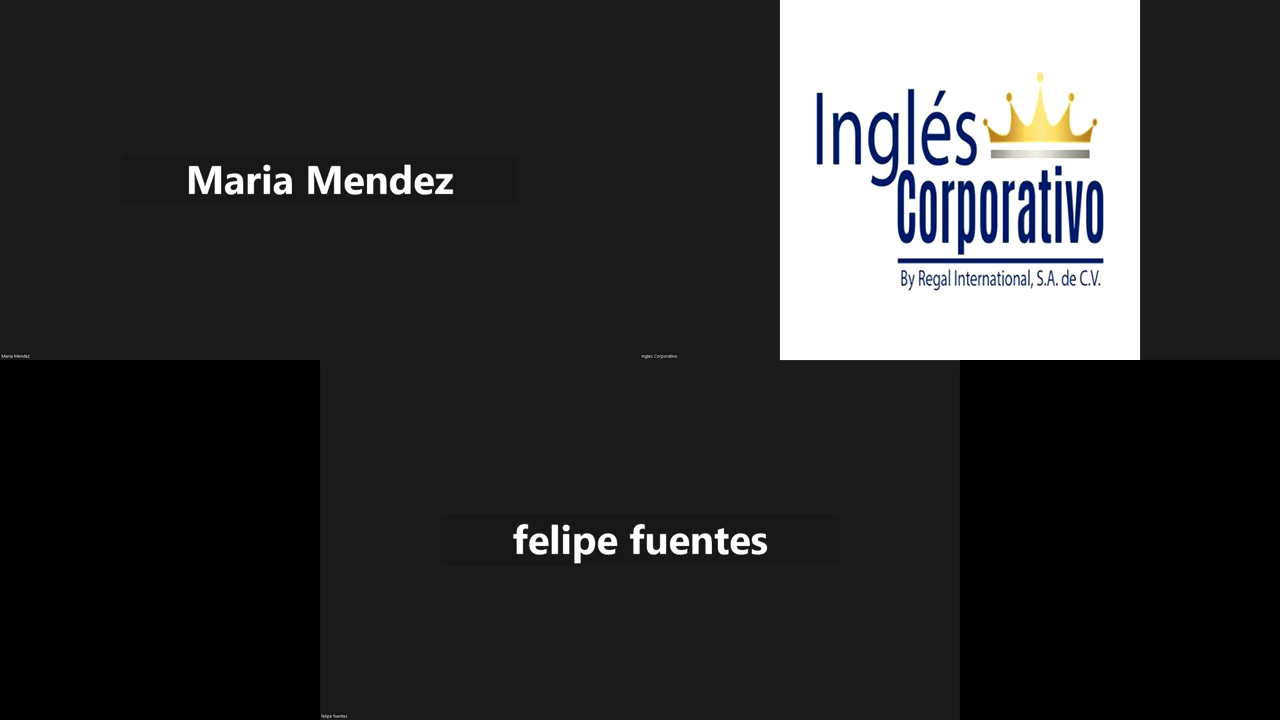 Maria Mendez
Inglés
Corporativo
By Regal International, S.A. de C.V.
Maria Mendez
Ingles Corporativo
felipe fuentes
felipe fuentes